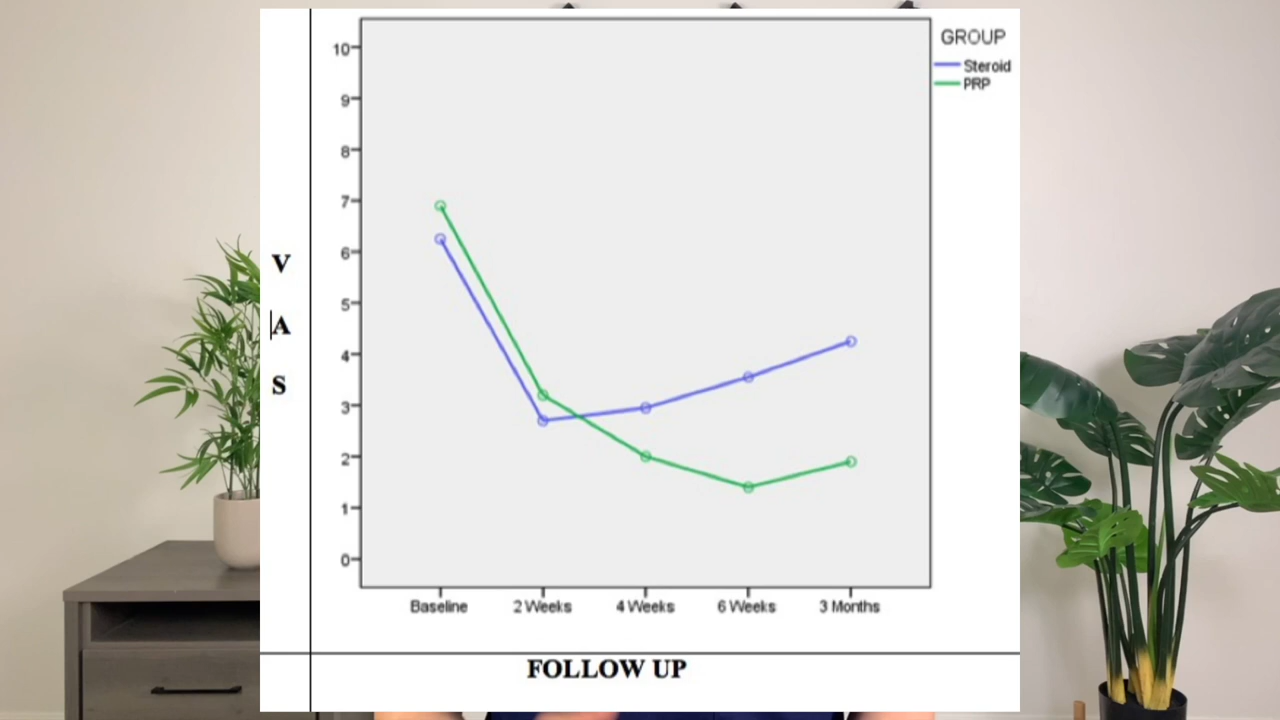 GROUP
Steroid
PRP
10
9
8
7
6
5
4
3
2
1
0
V
A
S
Baseline
2 Weeks
4 Weeks
6 Weeks
3 Months
FOLLOW UP